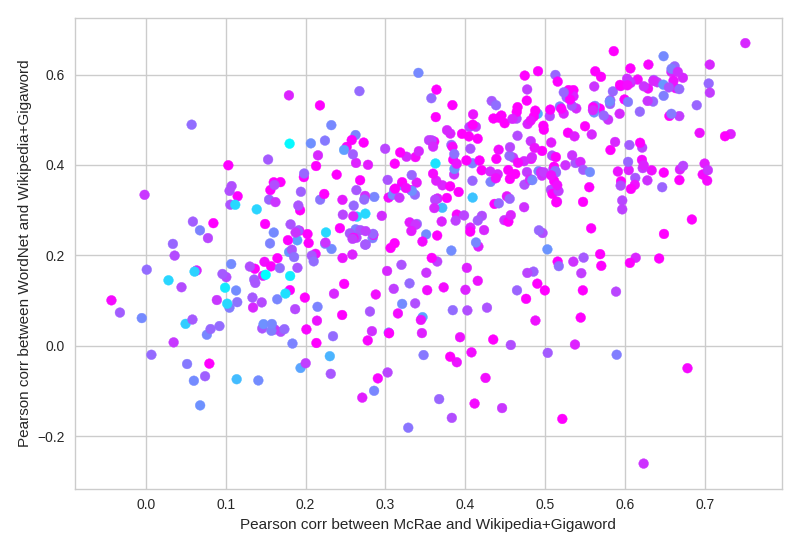 Pearson corr between WordNet and Wikipedia+Gigaword
0.6
0.4
0.2
0.0
−0.2
0.0 0.1 0.2 0.3 0.4 0.5 0.6 0.7
Pearson corr between McRae and Wikipedia+Gigaword